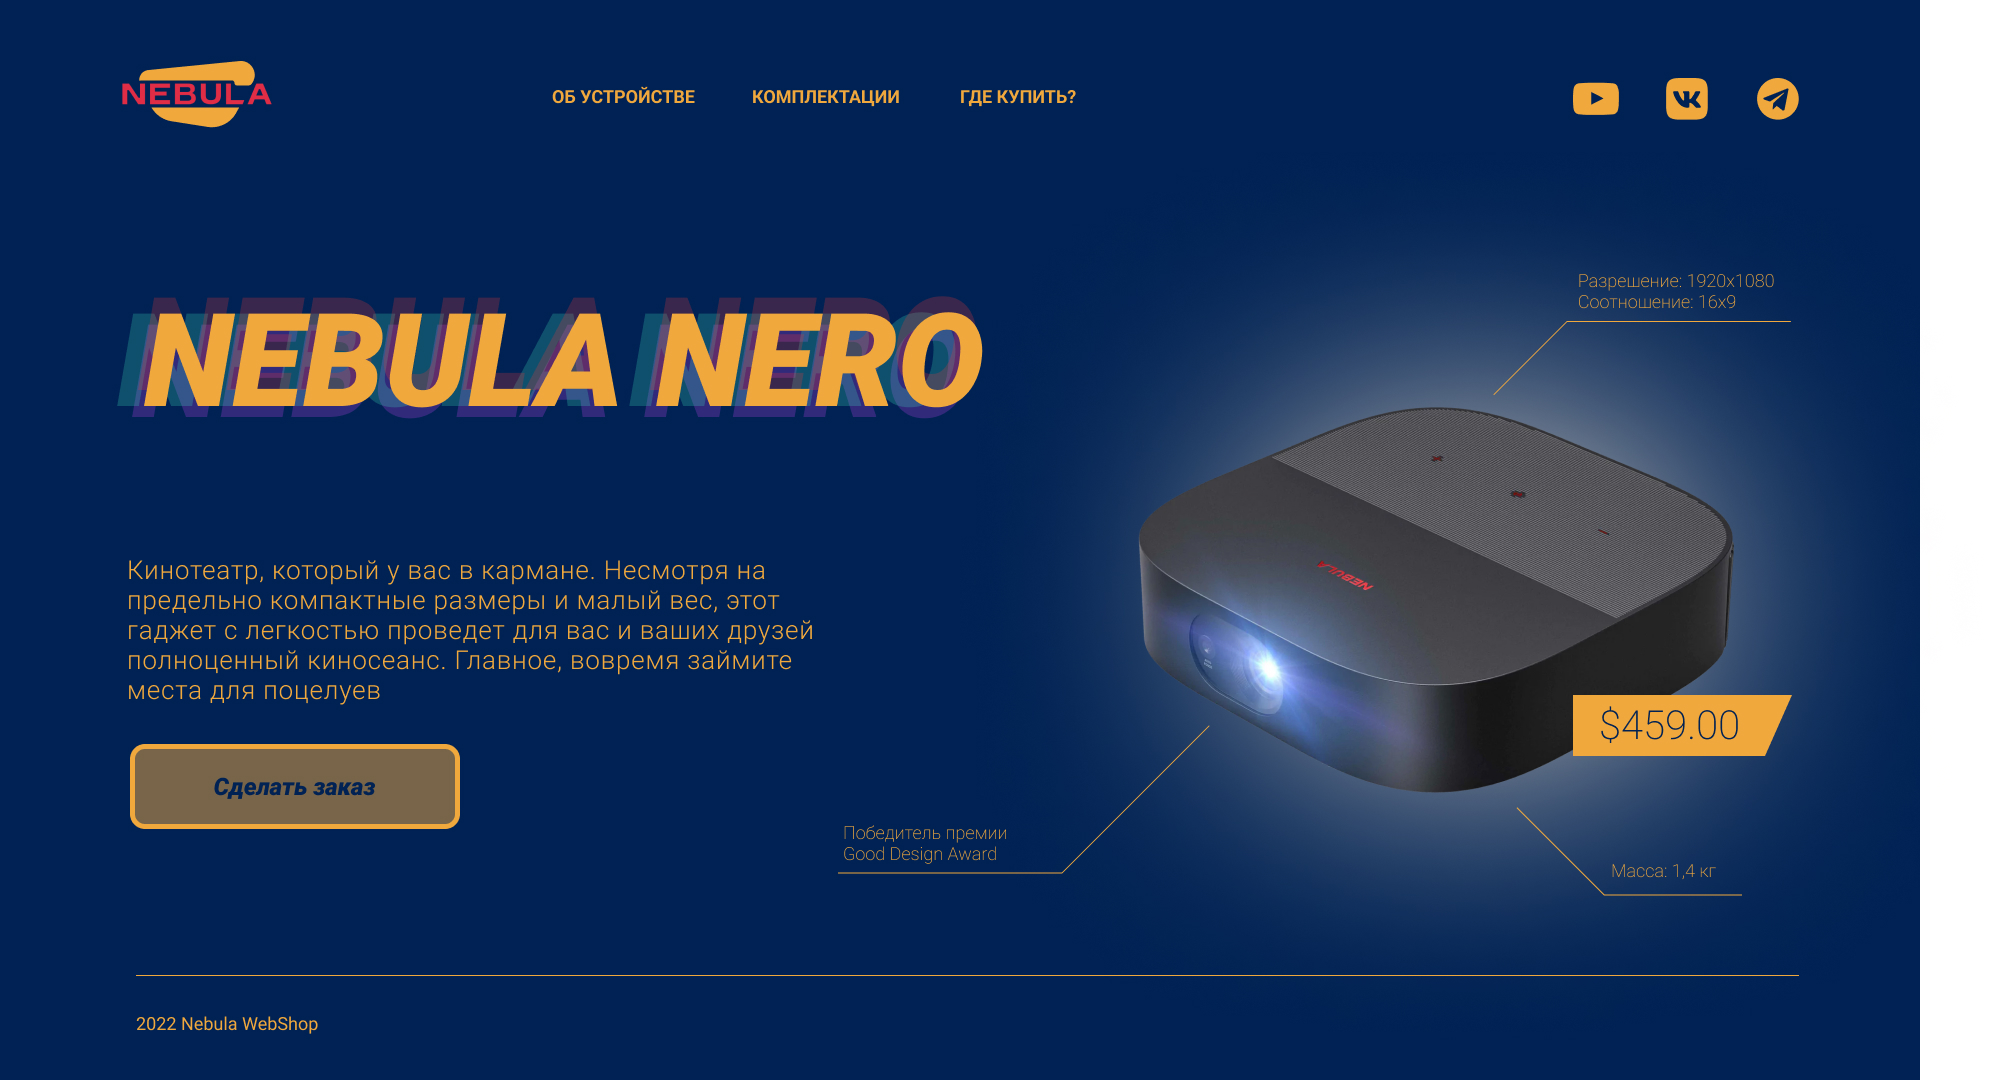 NEBULA
ОБ УСТРОЙСТВЕ
КОМПЛЕКТАЦИИ
ГДЕ КУПИТЬ?
NEBULA NERO
Разрешение: 1920x1080
Соотношение: 16x9
Кинотеатр, который у вас в кармане. Несмотря на
предельно компактные размеры и малый вес, этот
гаджет с легкостью проведет для вас и ваших друзей
полноценный киносеанс. Главное, вовремя займите
места для поцелуев
NEBULA
$459.00
Сделать заказ
Победитель премии
Good Design Award
Масса: 1,4 кг
2022 Nebula WebShop